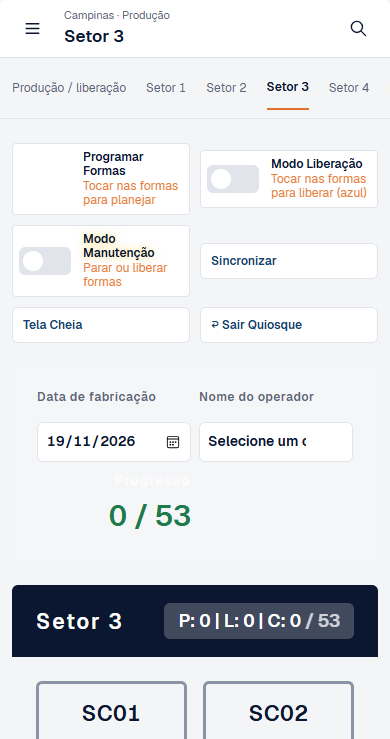 Campinas · Produção
Setor 3
Produção / liberação Setor 1 Setor 2 Setor 3 Setor 4
Programar
Formas
Tocar nas formas
para planejar
Modo Liberação
Tocar nas formas
para liberar (azul)
Modo
Manutenção
Parar ou liberar
formas
Sincronizar
Tela Cheia
Sair Quiosque
Data de fabricação
Nome do operador
19/11/2026
Selecione um c
Progresso
0 / 53
Setor 3
P: 0 | L: 0 | C: 0 / 53
SC01
SC02